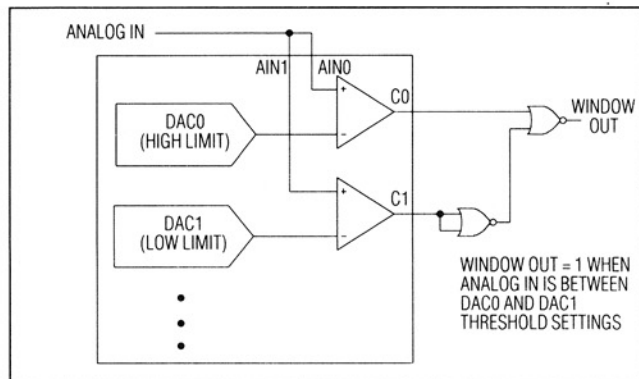 ANALOG IN
AIN1 AIN0
+
−
C0
DAC0
(HIGH LIMIT)
WINDOW
OUT
+
−
C1
DAC1
(LOW LIMIT)
WINDOW OUT = 1 WHEN
ANALOG IN IS BETWEEN
DAC0 AND DAC1
THRESHOLD SETTINGS